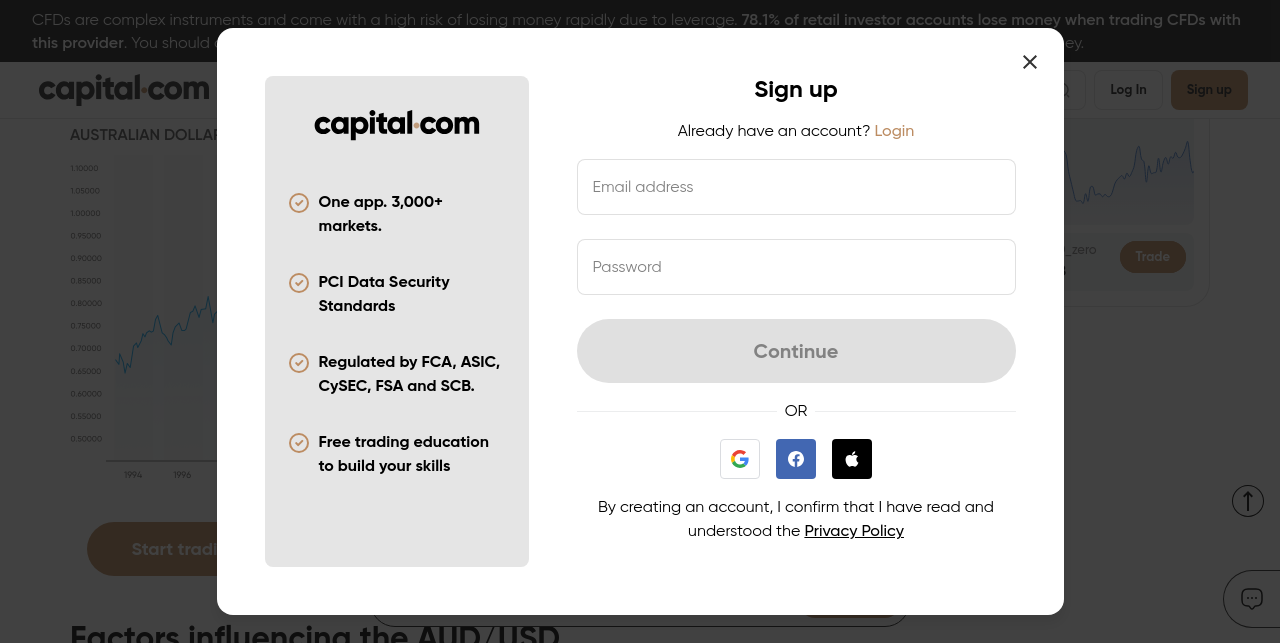 CFDs are complex instruments and come with a high risk of losing money rapidly due to leverage. 78.1% of retail investor accounts lose money when trading CFDs with
this provider. You should
ey.
capital.com
Log In
Sign up
AUSTRALIAN DOLLAR
1.10000
1.05000
1.00000
0.95000
0.90000
0.85000
0.80000
0.75000
0.70000
0.65000
0.60000
0.55000
0.50000
1994
1996
_zero
Trade
Start tradi
Factors influencing the AUD/USD
capital.com
One app. 3,000+
markets.
PCI Data Security
Standards
Regulated by FCA, ASIC,
CySEC, FSA and SCB.
Free trading education
to build your skills
Sign up
Already have an account? Login
Email address
Password
Continue
OR
By creating an account, I confirm that I have read and
understood the Privacy Policy